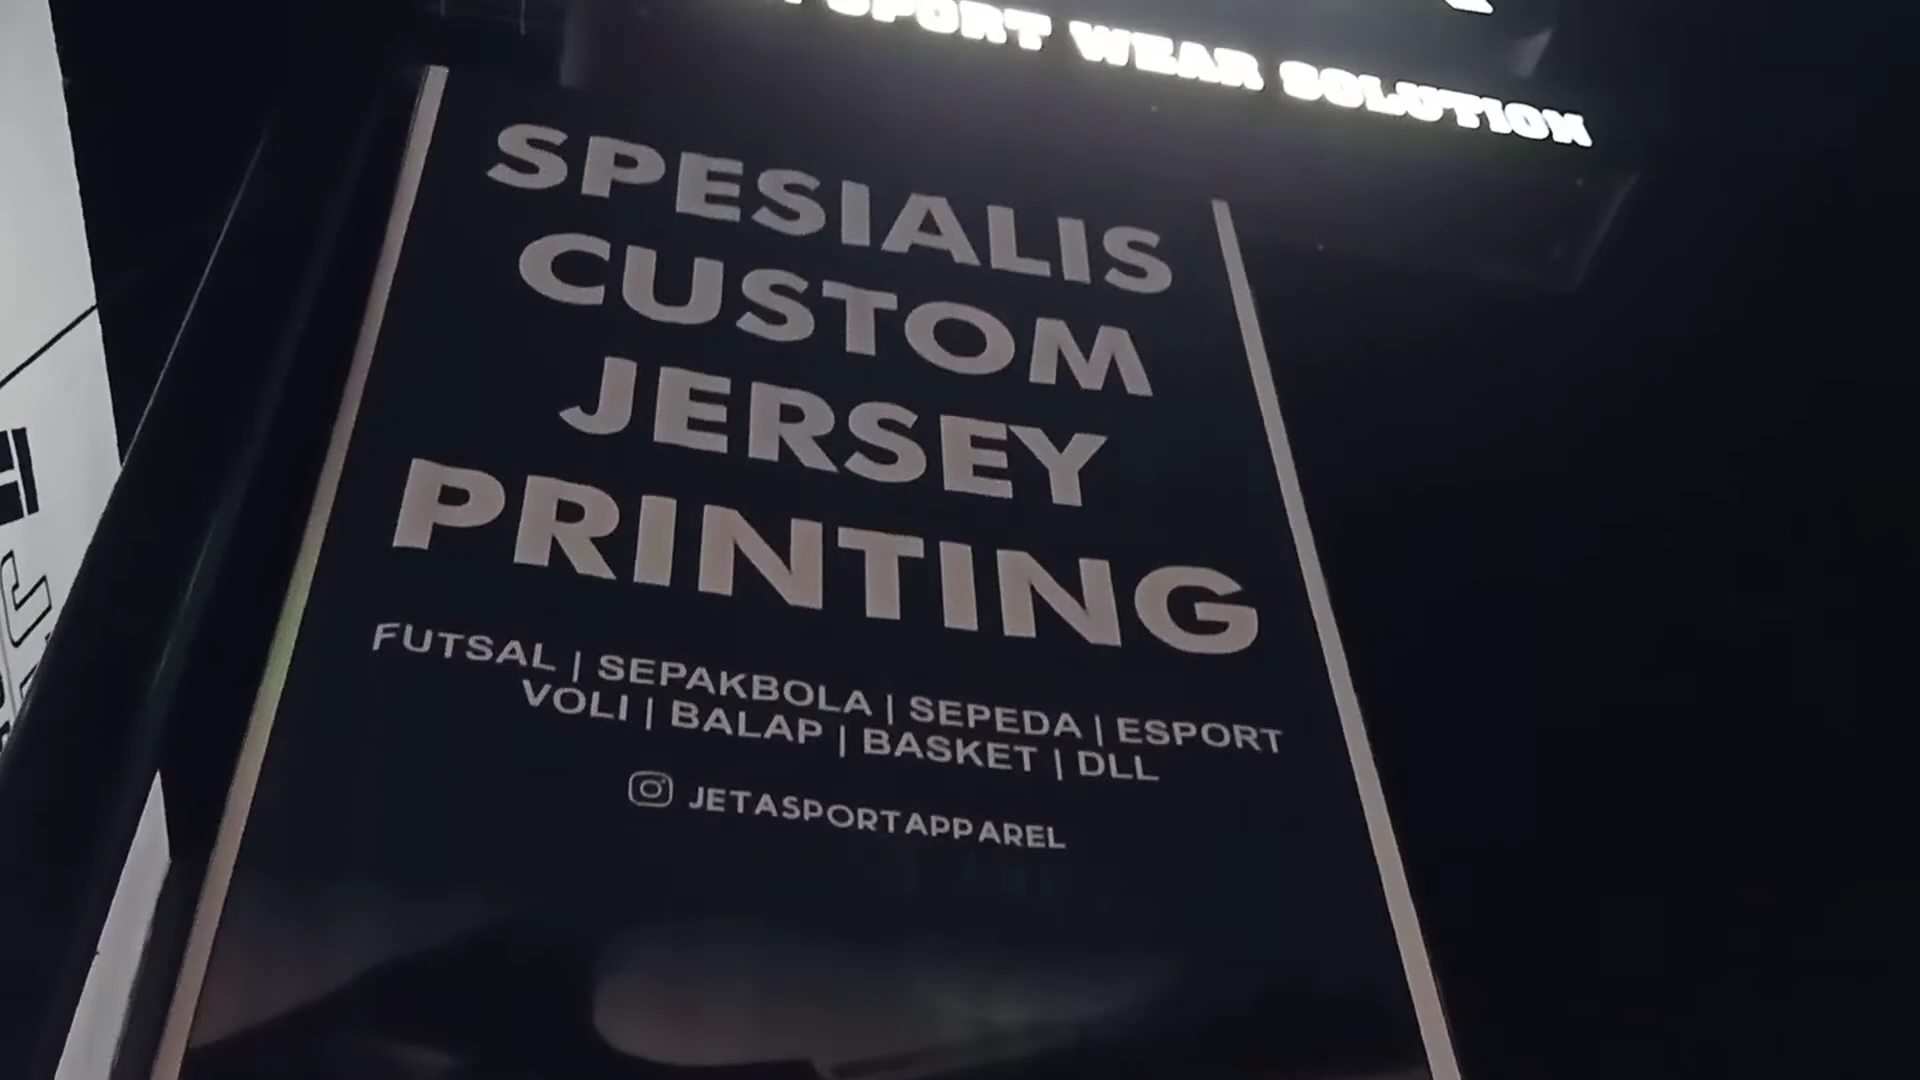 SPORT WEAR SOLUTION
SPESIALIS
CUSTOM
JERSEY
PRINTING
FUTSAL | SEPAKBOLA | SEPEDA | ESPORT
VOLI | BALAP | BASKET | DLL
JETASPORTAPPAREL